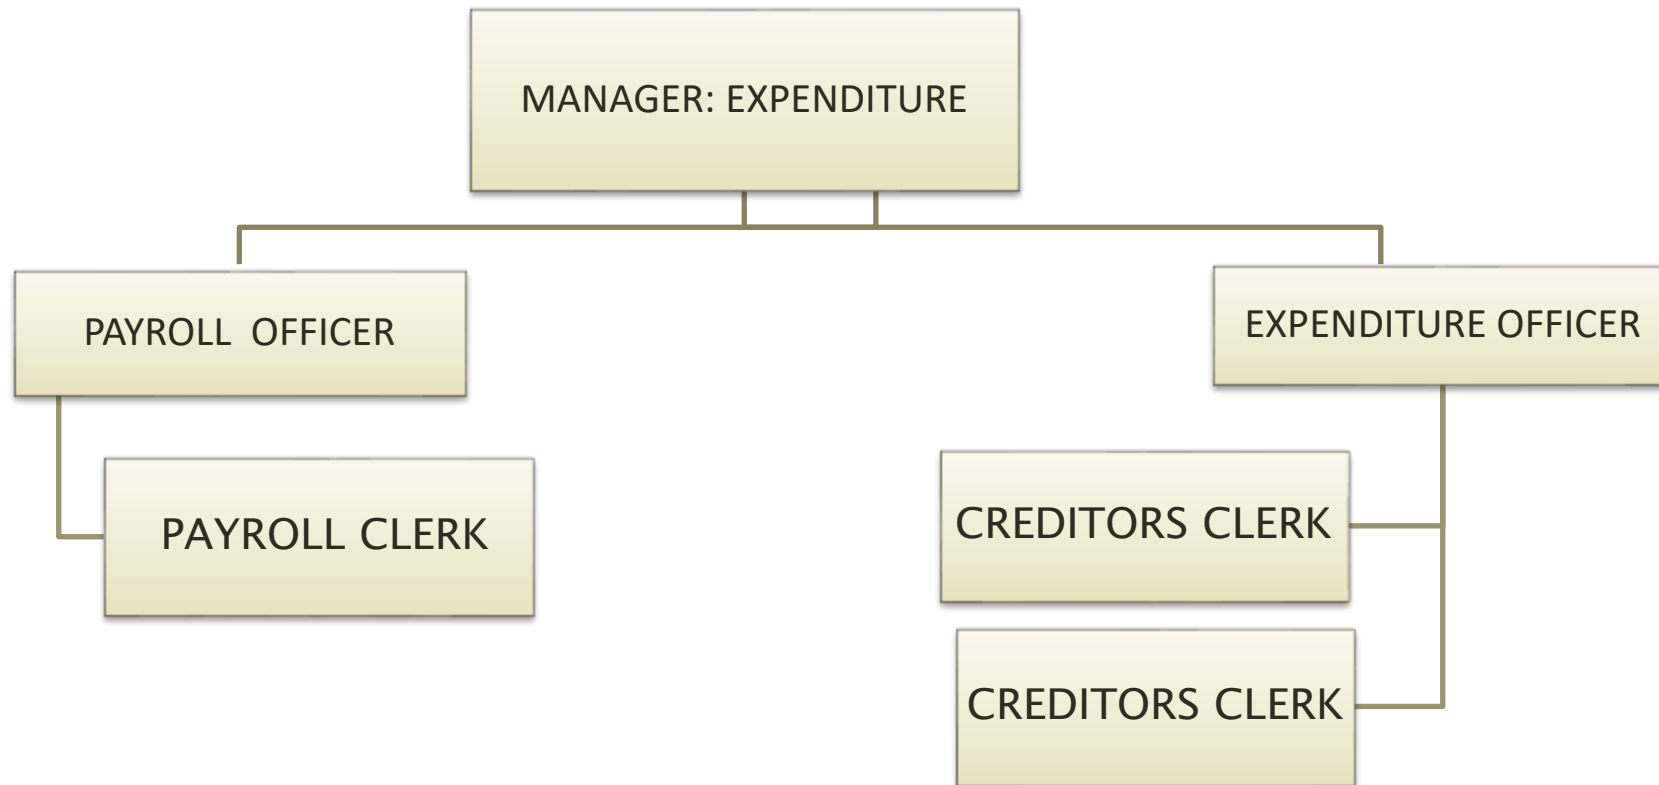 MANAGER: EXPENDITURE
PAYROLL OFFICER
EXPENDITURE OFFICER
PAYROLL CLERK
CREDITORS CLERK
CREDITORS CLERK